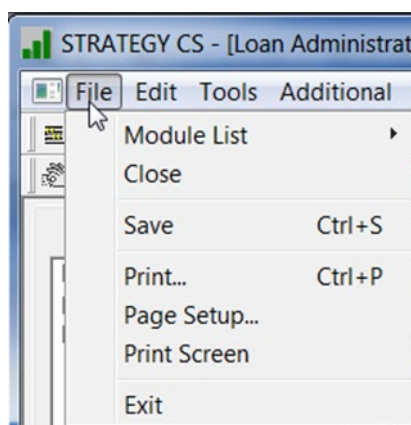 STRATEGY CS - [Loan Administrat
File Edit Tools Additional
Module List
Close
Save Ctrl+S
Print... Ctrl+P
Page Setup...
Print Screen
Exit